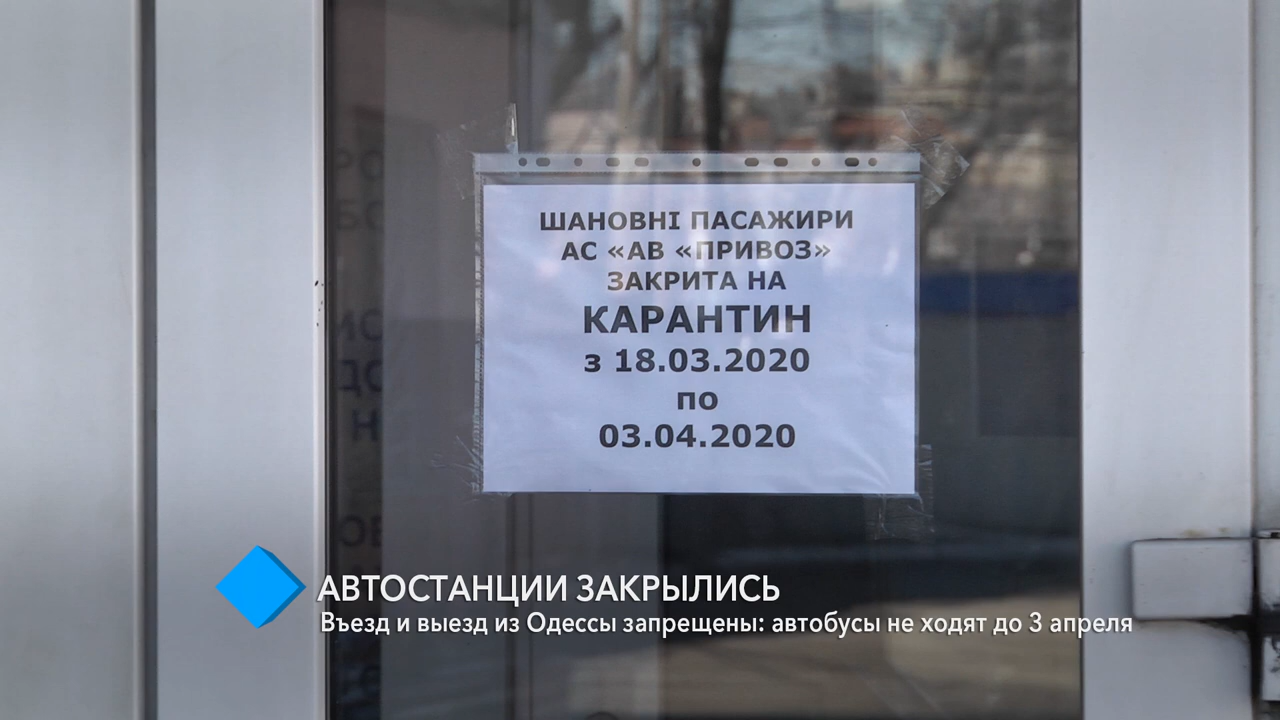 ШАНОВНІ ПАСАЖИРИ
АС «АВ «ПРИВОЗ»
ЗАКРИТА НА
КАРАНТИН
з 18.03.2020
по
03.04.2020
АВТОСТАНЦИИ ЗАКРЫЛИСЬ
Въезд и выезд из Одессы запрещены: автобусы не ходят до 3 апреля